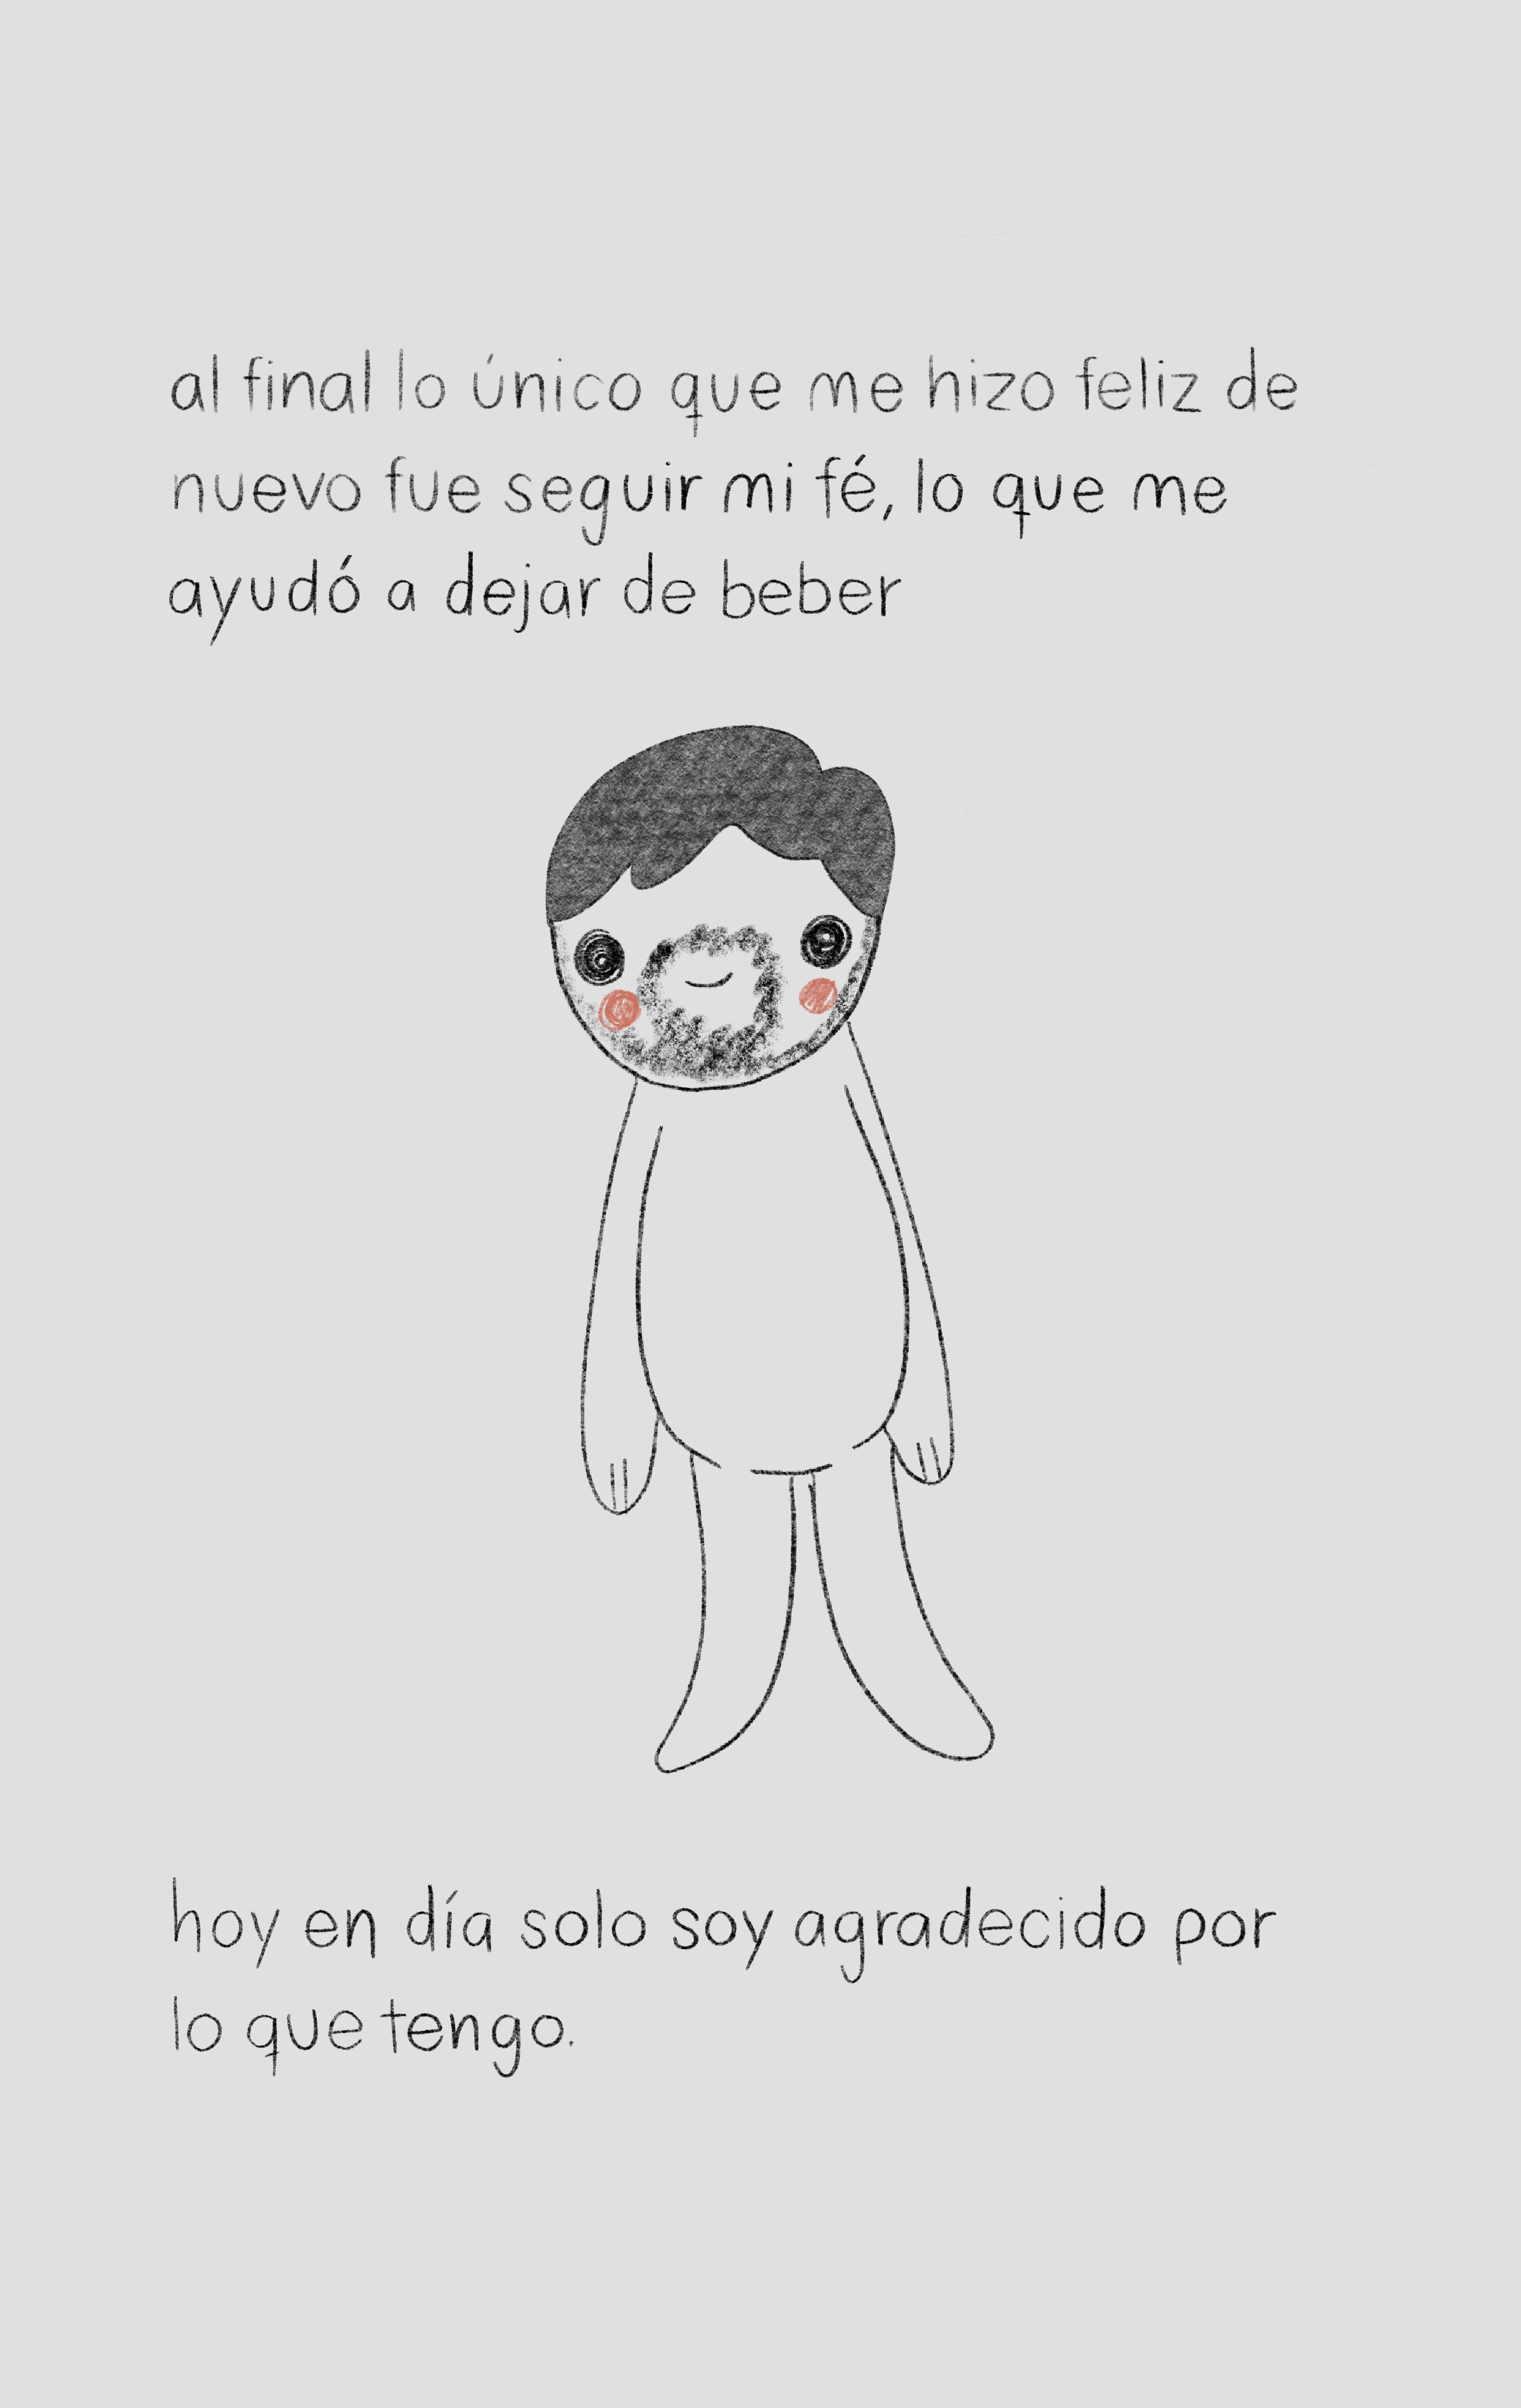 al final lo único que me hizo feliz de
nuevo fue seguir mi fé, lo que me
ayudó a dejar de beber
hoy en día solo soy agradecido por
lo que tengo.